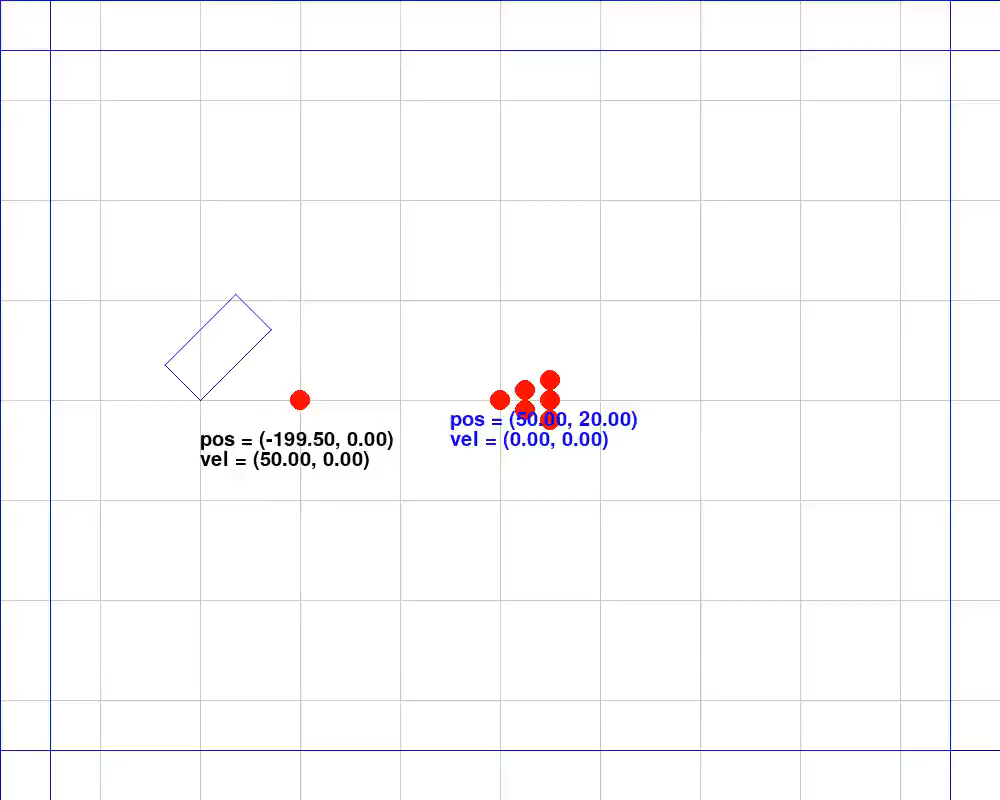 pos = (50.00, 20.00)
pos = (-199.50, 0.00)
vel = (0.00, 0.00)
vel = (50.00, 0.00)